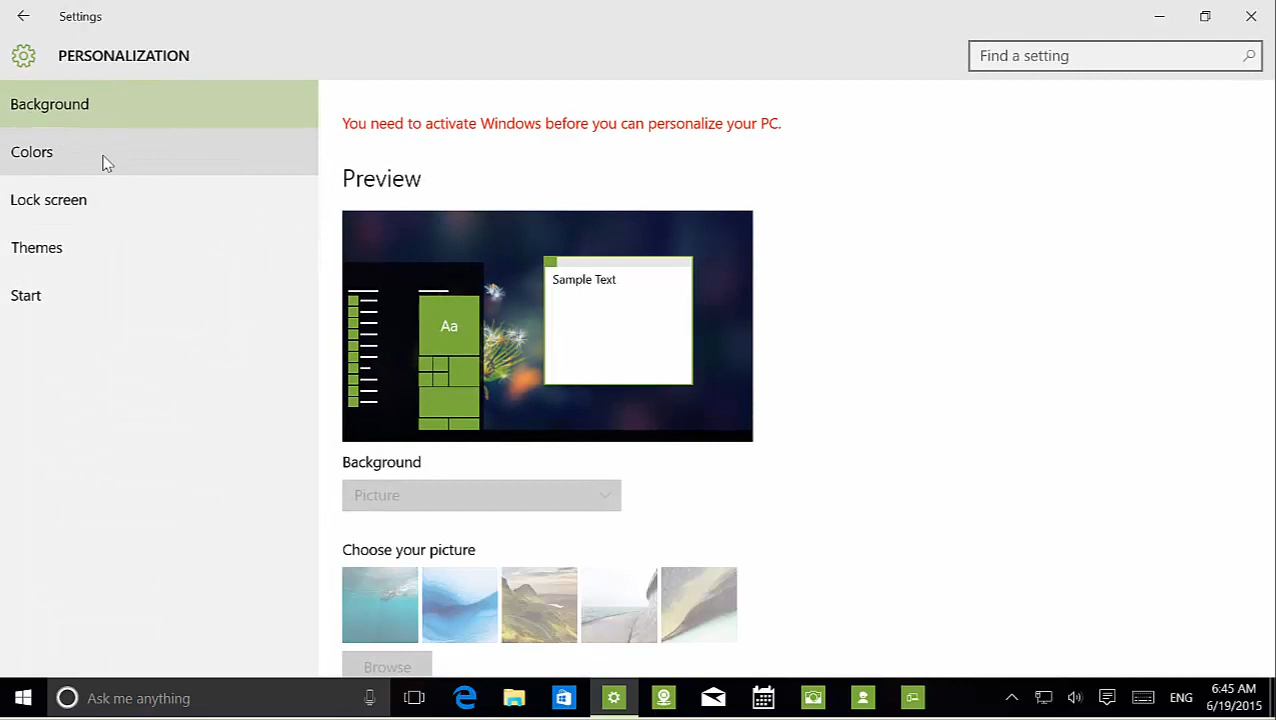 Settings
PERSONALIZATION
Find a setting
Background
Colors
Lock screen
Themes
Start
You need to activate Windows before you can personalize your PC.
Preview
Sample Text
Aa
Background
Picture
Choose your picture
Browse
Ask me anything
ENG
6:45 AM
6/19/2015